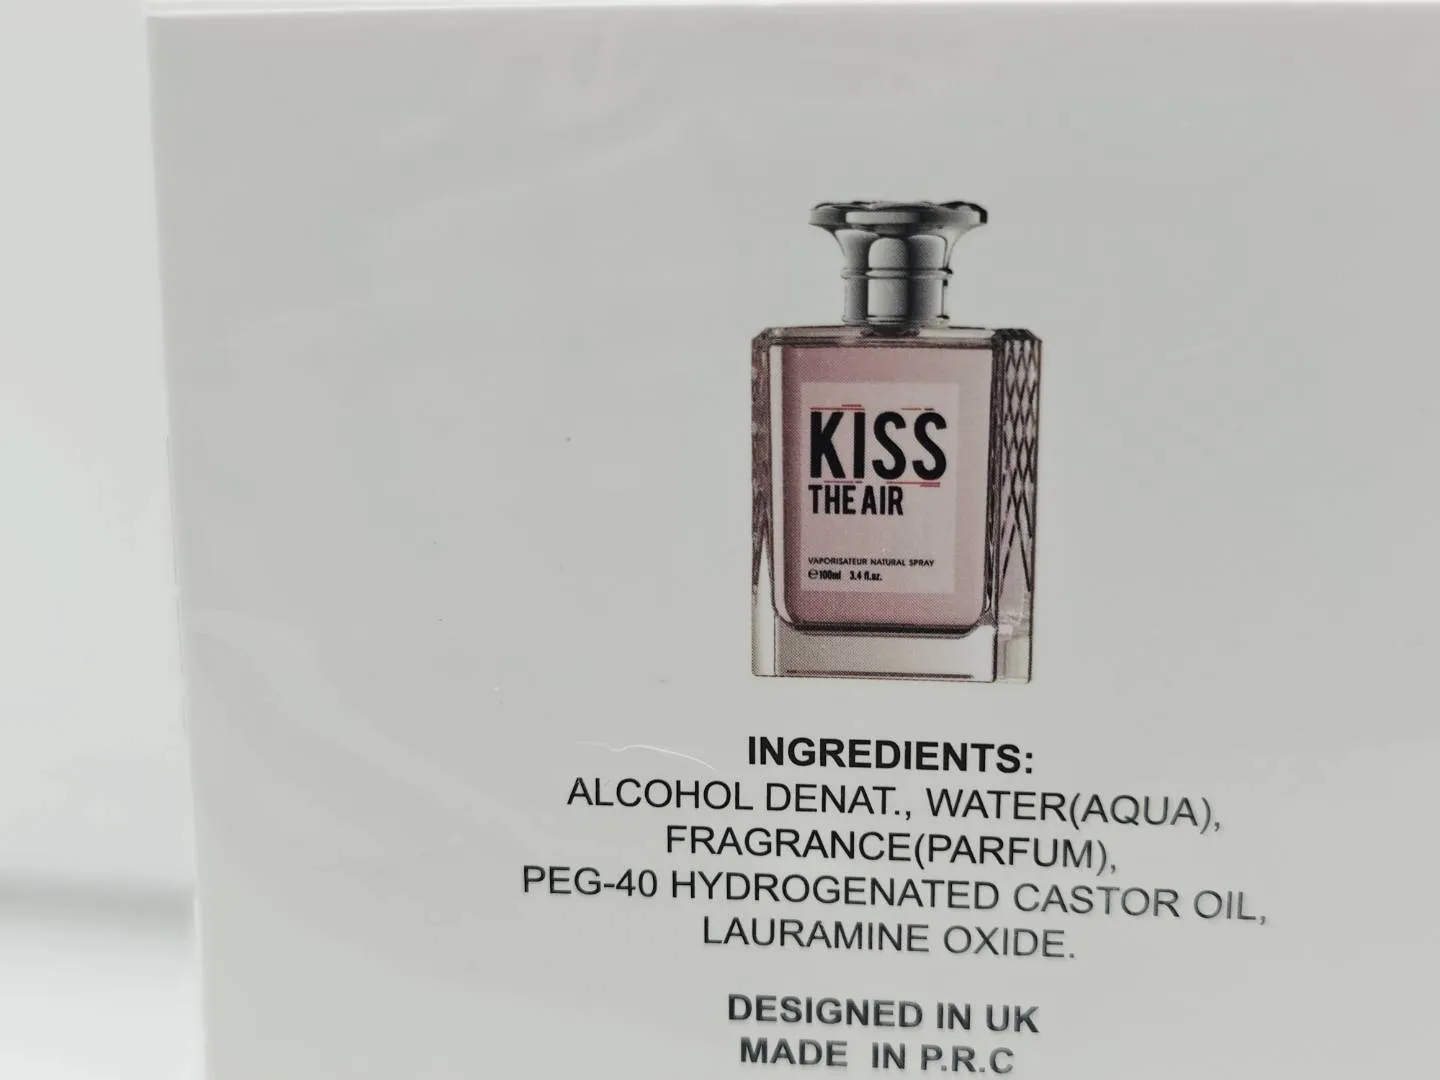 KISS
THE AIR
VAPORISATEUR NATURAL SPRAY
℮100ml 3.4 fl.oz.
INGREDIENTS:
ALCOHOL DENAT., WATER(AQUA),
FRAGRANCE(PARFUM),
PEG-40 HYDROGENATED CASTOR OIL,
LAURAMINE OXIDE.
DESIGNED IN UK
MADE IN P.R.C